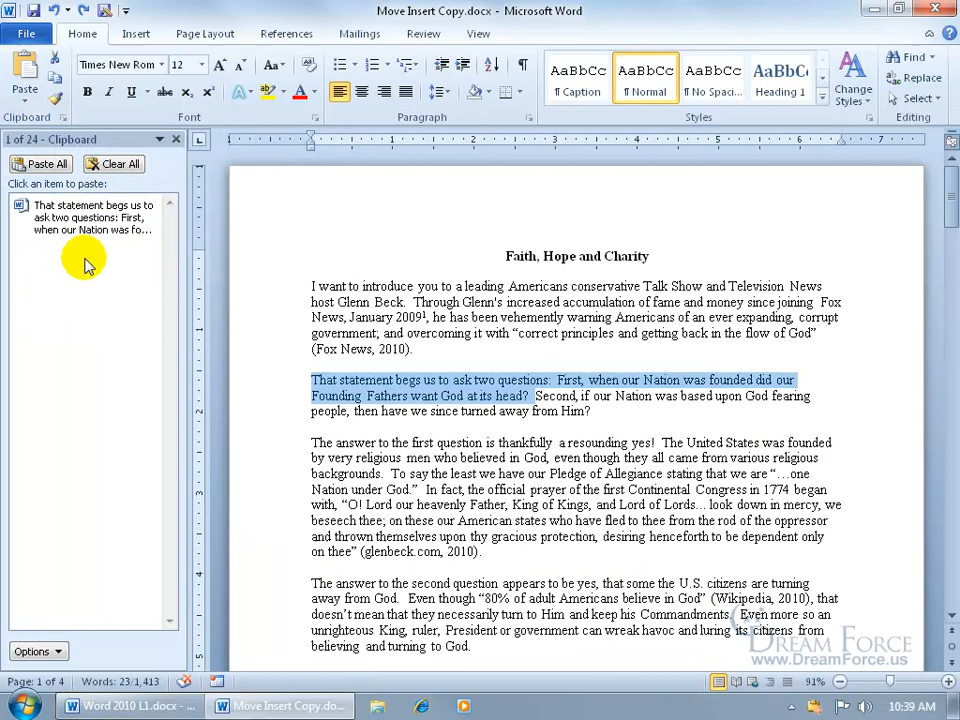 Move Insert Copy.docx - Microsoft Word
File Home Insert Page Layout References Mailings Review View
Paste
Times New Rom 12 Aa
B I U abc x₂ x² A ab A
AaBbCc AaBbCc AaBbCc AaBbC
¶ Caption ¶ Normal ¶ No Spaci... Heading 1
Change
Styles
Find
Replace
Select
Clipboard Font Paragraph Styles Editing
1 of 24 - Clipboard
Paste All Clear All
Click an item to paste:
That statement begs us to
ask two questions: First,
when our Nation was fo...
Options
1 1 2 3 4 5 6 7
Faith, Hope and Charity
I want to introduce you to a leading Americans conservative Talk Show and Television News
host Glenn Beck. Through Glenn's increased accumulation of fame and money since joining Fox
News, January 2009¹, he has been vehemently warning Americans of an ever expanding, corrupt
government; and overcoming it with “correct principles and getting back in the flow of God”
(Fox News, 2010).
That statement begs us to ask two questions: First, when our Nation was founded did our
Founding Fathers want God at its head? Second, if our Nation was based upon God fearing
people, then have we since turned away from Him?
The answer to the first question is thankfully a resounding yes! The United States was founded
by very religious men who believed in God, even though they all came from various religious
backgrounds. To say the least we have our Pledge of Allegiance stating that we are “…one
Nation under God.” In fact, the official prayer of the first Continental Congress in 1774 began
with, “O! Lord our heavenly Father, King of Kings, and Lord of Lords... look down in mercy, we
beseech thee; on these our American states who have fled to thee from the rod of the oppressor
and thrown themselves upon thy gracious protection, desiring henceforth to be dependent only
on thee” (glenbeck.com, 2010).
The answer to the second question appears to be yes, that some the U.S. citizens are turning
away from God. Even though “80% of adult Americans believe in God” (Wikipedia, 2010), that
doesn’t mean that they necessarily turn to Him and keep his Commandments. Even more so an
unrighteous King, ruler, President or government can wreak havoc and luring its citizens from
believing and turning to God.
DREAM FORCE
www.DreamForce.us
Page: 1 of 4 Words: 23/1,413 91%
Word 2010 L1.docx -... Move Insert Copy.do... 10:39 AM